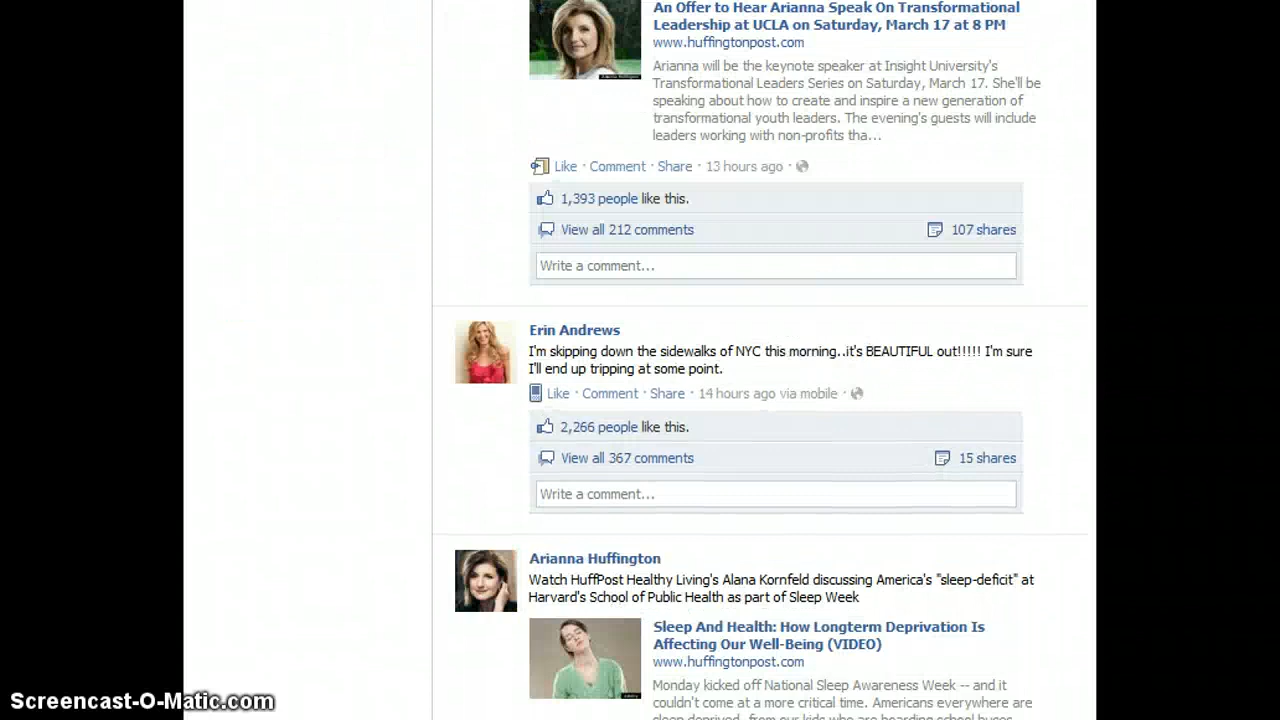 An Offer to Hear Arianna Speak On Transformational
Leadership at UCLA on Saturday, March 17 at 8 PM
www.huffingtonpost.com
Arianna will be the keynote speaker at Insight University's
Transformational Leaders Series on Saturday, March 17. She'll be
speaking about how to create and inspire a new generation of
transformational youth leaders. The evening's guests will include
leaders working with non-profits tha...
Like · Comment · Share · 13 hours ago ·
1,393 people like this.
View all 212 comments 107 shares
Write a comment...
Erin Andrews
I'm skipping down the sidewalks of NYC this morning..it's BEAUTIFUL out!!!!! I'm sure
I'll end up tripping at some point.
Like · Comment · Share · 14 hours ago via mobile ·
2,266 people like this.
View all 367 comments 15 shares
Write a comment...
Arianna Huffington
Watch HuffPost Healthy Living's Alana Kornfeld discussing America's "sleep-deficit" at
Harvard's School of Public Health as part of Sleep Week
Sleep And Health: How Longterm Deprivation Is
Affecting Our Well-Being (VIDEO)
www.huffingtonpost.com
Monday kicked off National Sleep Awareness Week -- and it
couldn't come at a more critical time. Americans everywhere are
sleep deprived, from our kids who are boarding school buses
Screencast-O-Matic.com